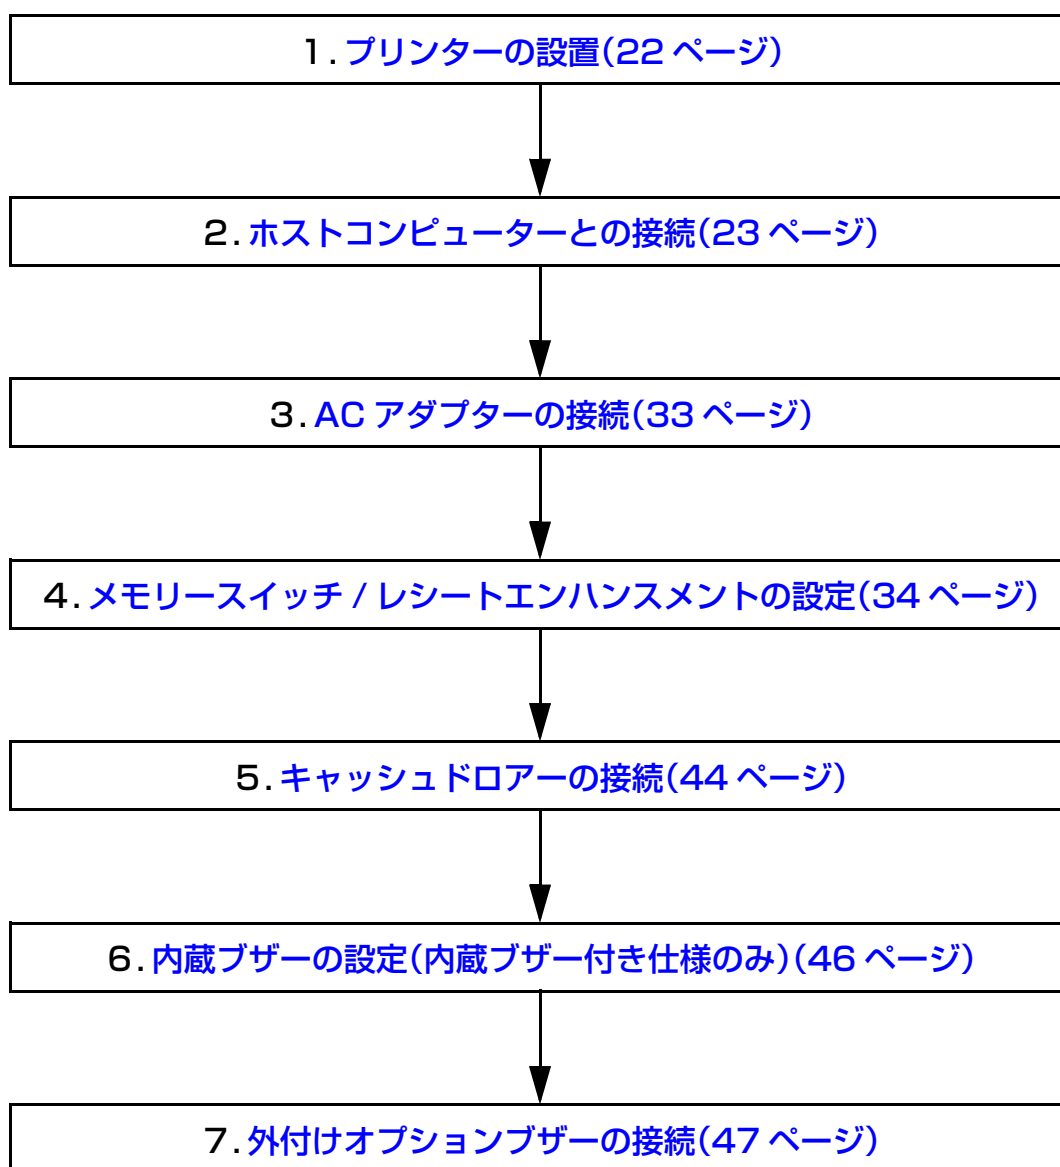 1. プリンターの設置(22 ページ)
2. ホストコンピューターとの接続(23 ページ)
3. AC アダプターの接続(33 ページ)
4. メモリースイッチ / レシートエンハンスメントの設定(34 ページ)
5. キャッシュドロアーの接続(44 ページ)
6. 内蔵ブザーの設定(内蔵ブザー付き仕様のみ)(46 ページ)
7. 外付けオプションブザーの接続(47 ページ)